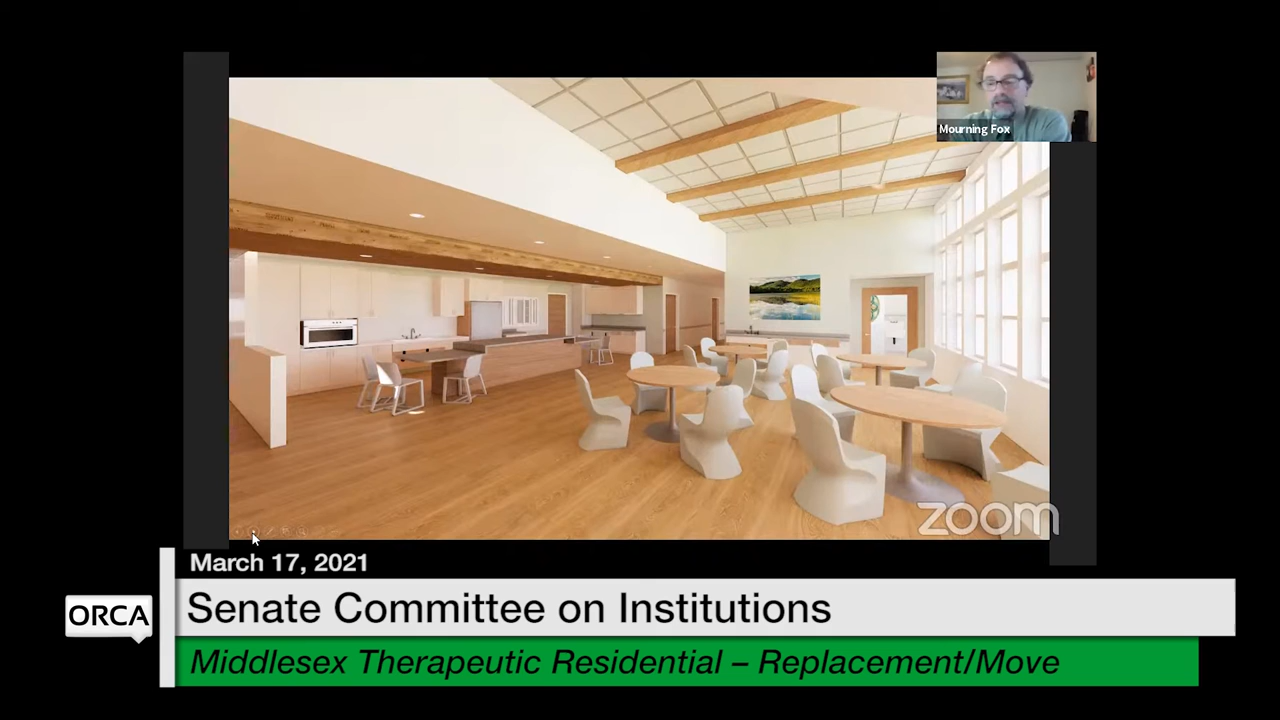 Mourning Fox
zoom
March 17, 2021
ORCA
Senate Committee on Institutions
Middlesex Therapeutic Residential – Replacement/Move